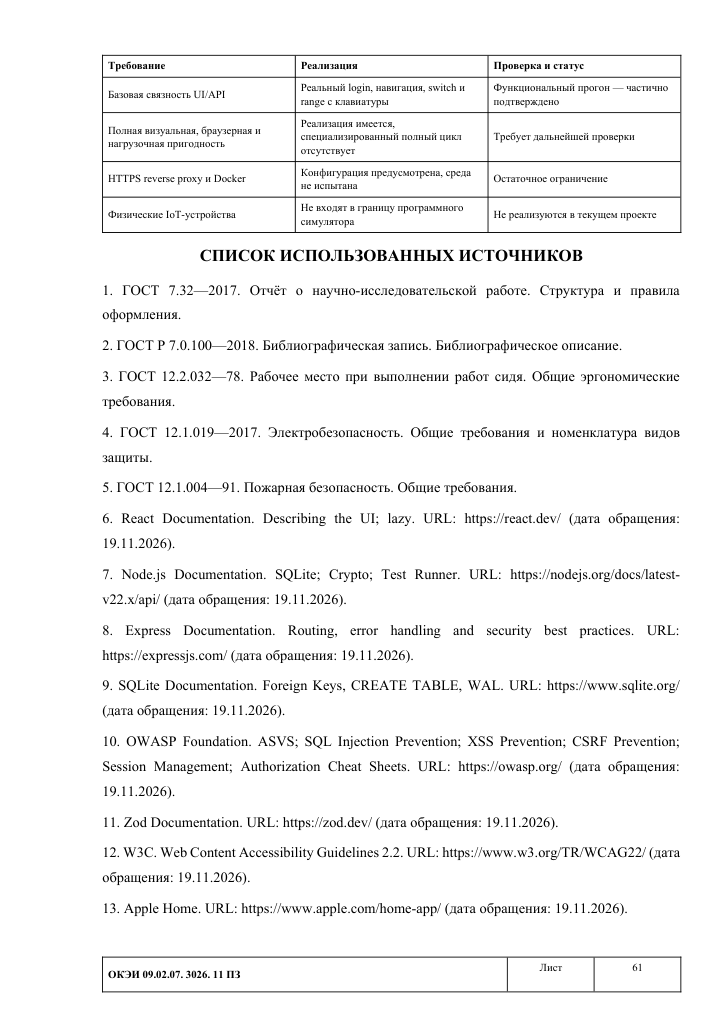 Требование Реализация Проверка и статус
Базовая связность UI/API
Реальный login, навигация, switch и
range с клавиатуры
Функциональный прогон — частично
подтверждено
Полная визуальная, браузерная и
нагрузочная пригодность
Реализация имеется,
специализированный полный цикл
отсутствует
Требует дальнейшей проверки
HTTPS reverse proxy и Docker
Конфигурация предусмотрена, среда
не испытана
Остаточное ограничение
Физические IoT-устройства
Не входят в границу программного
симулятора
Не реализуются в текущем проекте
СПИСОК ИСПОЛЬЗОВАННЫХ ИСТОЧНИКОВ
1. ГОСТ 7.32—2017. Отчёт о научно-исследовательской работе. Структура и правила
оформления.
2. ГОСТ Р 7.0.100—2018. Библиографическая запись. Библиографическое описание.
3. ГОСТ 12.2.032—78. Рабочее место при выполнении работ сидя. Общие эргономические
требования.
4. ГОСТ 12.1.019—2017. Электробезопасность. Общие требования и номенклатура видов
защиты.
5. ГОСТ 12.1.004—91. Пожарная безопасность. Общие требования.
6. React Documentation. Describing the UI; lazy. URL: https://react.dev/ (дата обращения:
19.11.2026).
7. Node.js Documentation. SQLite; Crypto; Test Runner. URL: https://nodejs.org/docs/latest-
v22.x/api/ (дата обращения: 19.11.2026).
8. Express Documentation. Routing, error handling and security best practices. URL:
https://expressjs.com/ (дата обращения: 19.11.2026).
9. SQLite Documentation. Foreign Keys, CREATE TABLE, WAL. URL: https://www.sqlite.org/
(дата обращения: 19.11.2026).
10. OWASP Foundation. ASVS; SQL Injection Prevention; XSS Prevention; CSRF Prevention;
Session Management; Authorization Cheat Sheets. URL: https://owasp.org/ (дата обращения:
19.11.2026).
11. Zod Documentation. URL: https://zod.dev/ (дата обращения: 19.11.2026).
12. W3C. Web Content Accessibility Guidelines 2.2. URL: https://www.w3.org/TR/WCAG22/ (дата
обращения: 19.11.2026).
13. Apple Home. URL: https://www.apple.com/home-app/ (дата обращения: 19.11.2026).
ОКЭИ 09.02.07. 3026. 11 ПЗ Лист 61